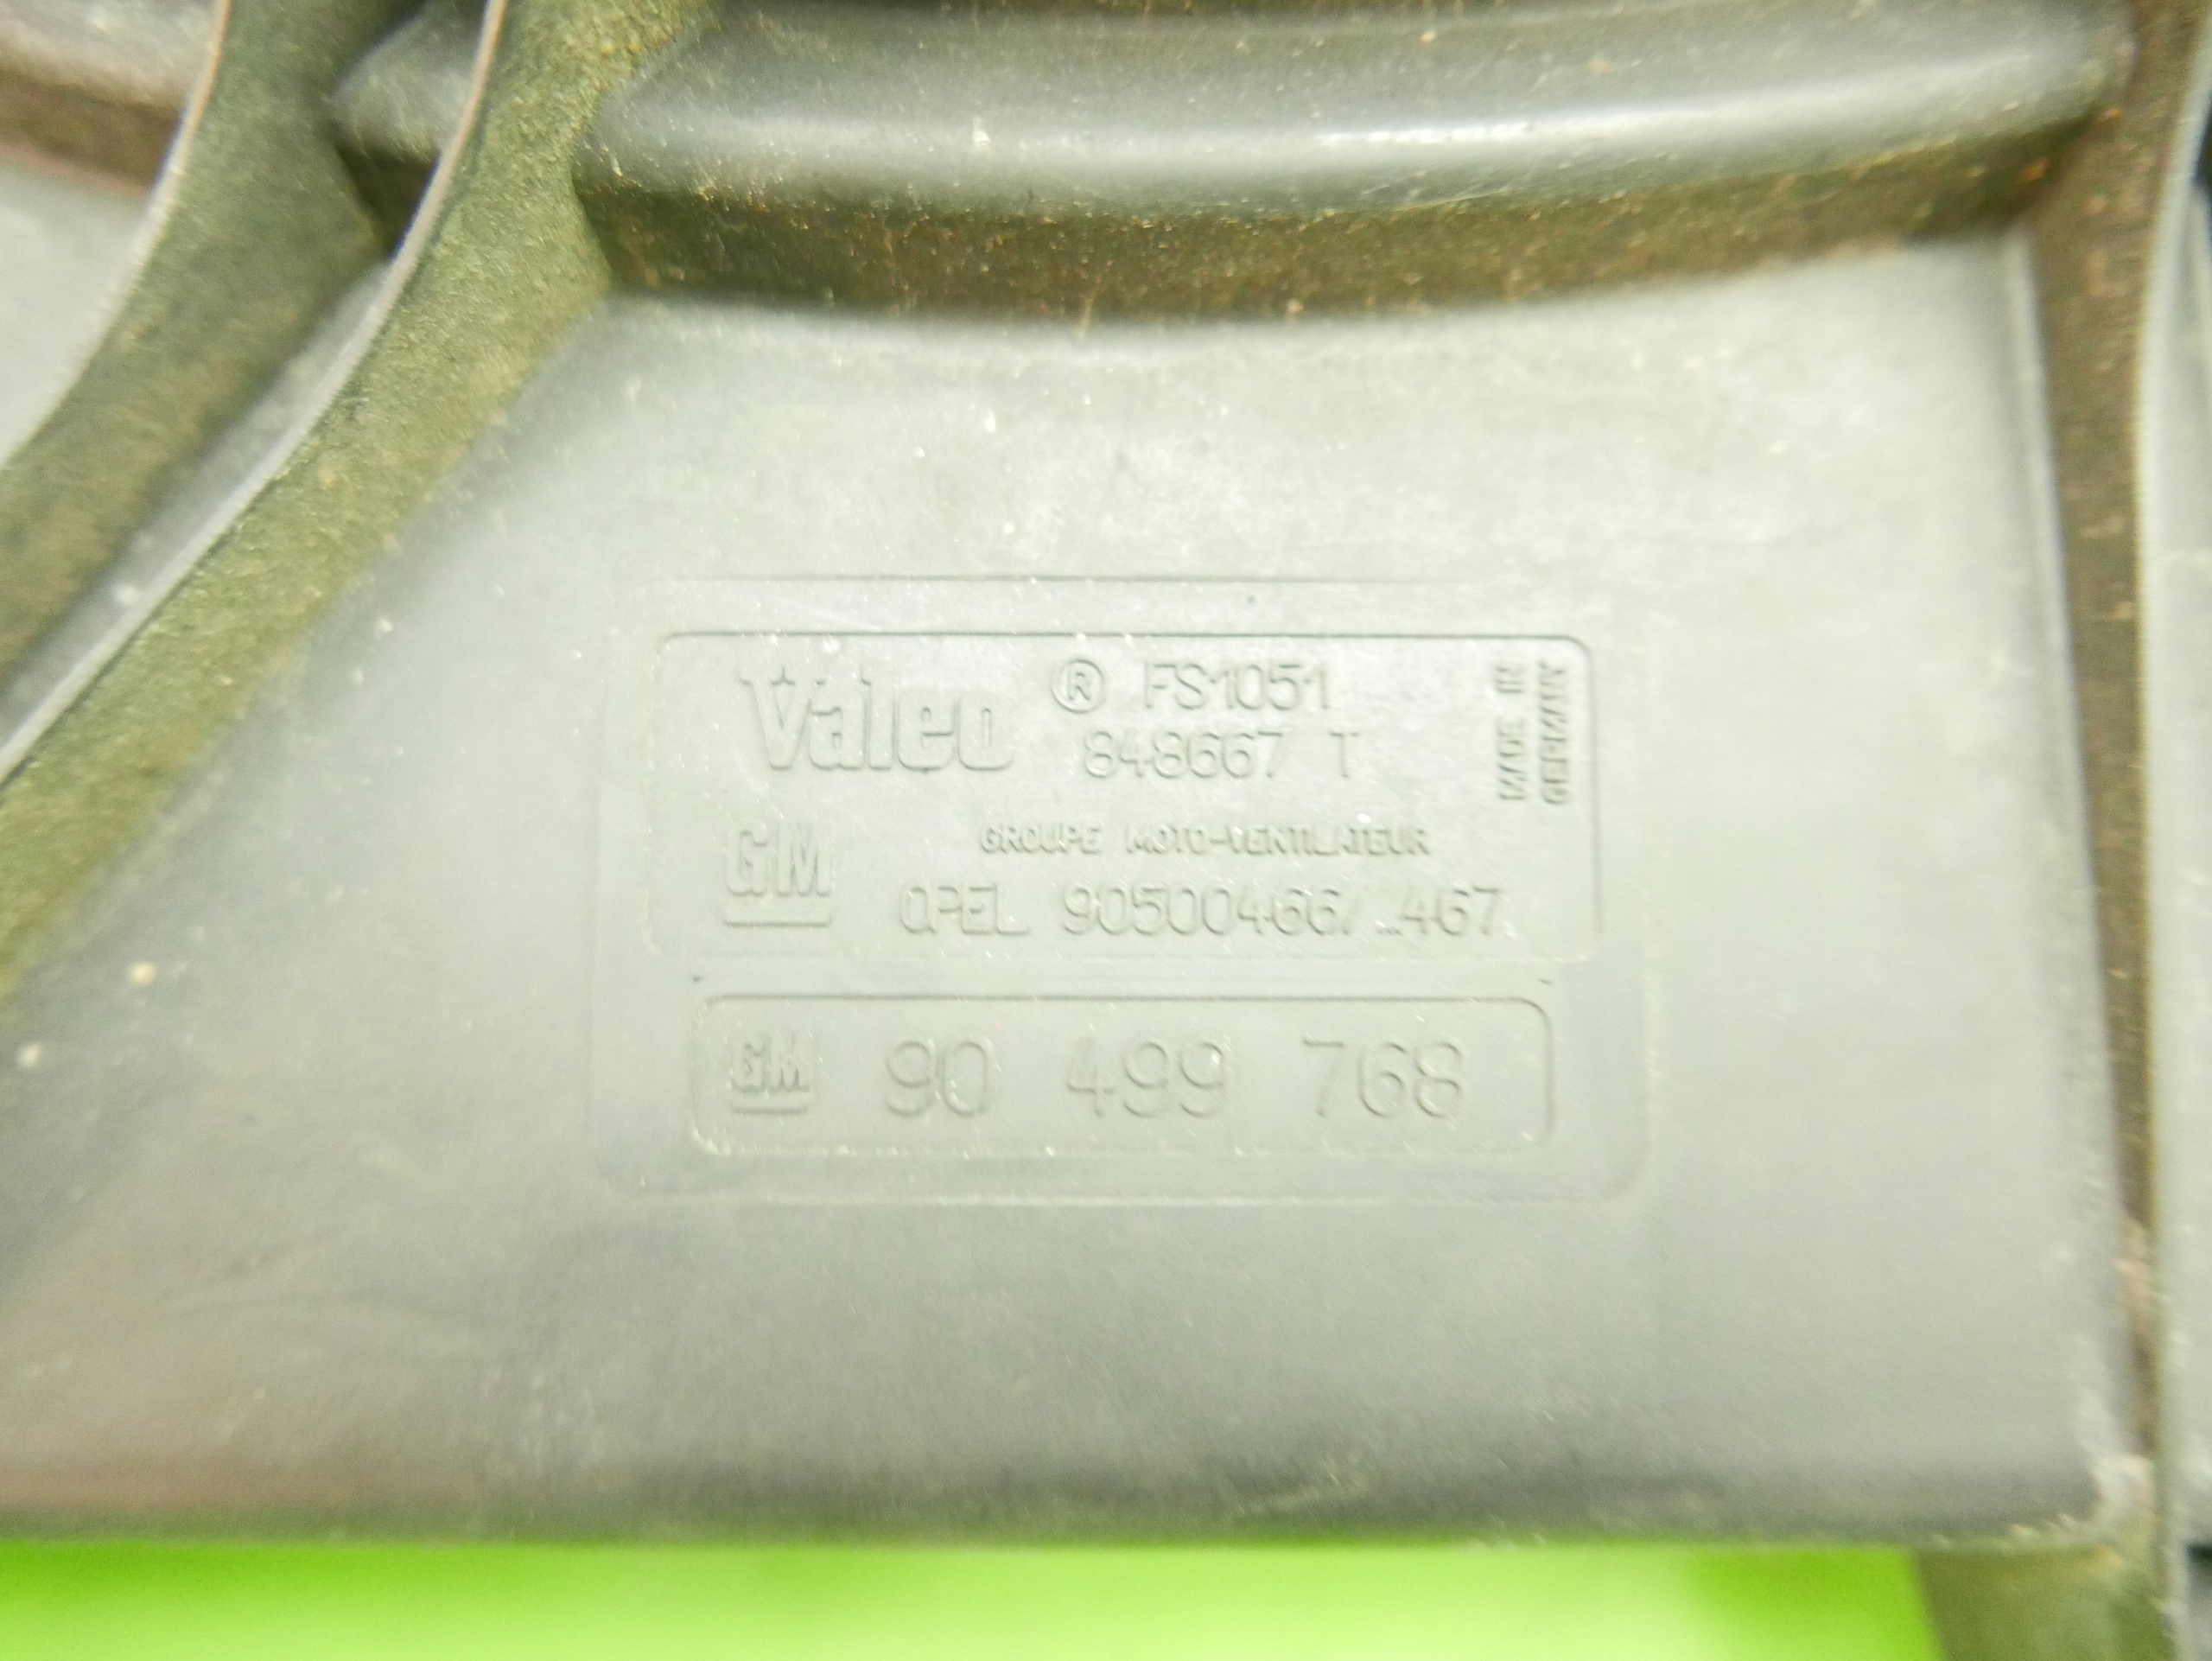 Valeo ® FS1051
848667 T
MADE IN
GERMANY
GM
GROUPE MOTO-VENTILATEUR
OPEL 90500466/..467
GM 90 499 768